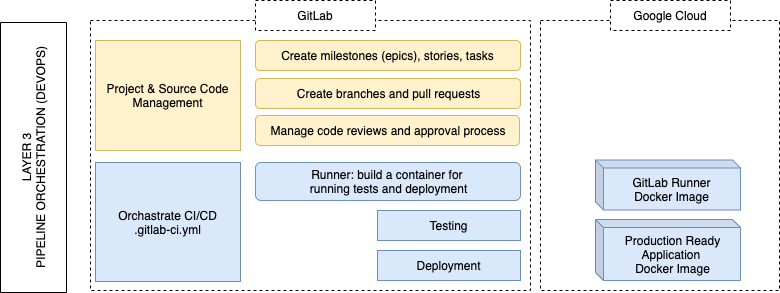 GitLab
Google Cloud
LAYER 3
PIPELINE ORCHESTRATION (DEVOPS)
Project & Source Code
Management
Create milestones (epics), stories, tasks
Create branches and pull requests
Manage code reviews and approval process
Orchastrate CI/CD
.gitlab-ci.yml
Runner: build a container for
running tests and deployment
Testing
Deployment
GitLab Runner
Docker Image
Production Ready
Application
Docker Image